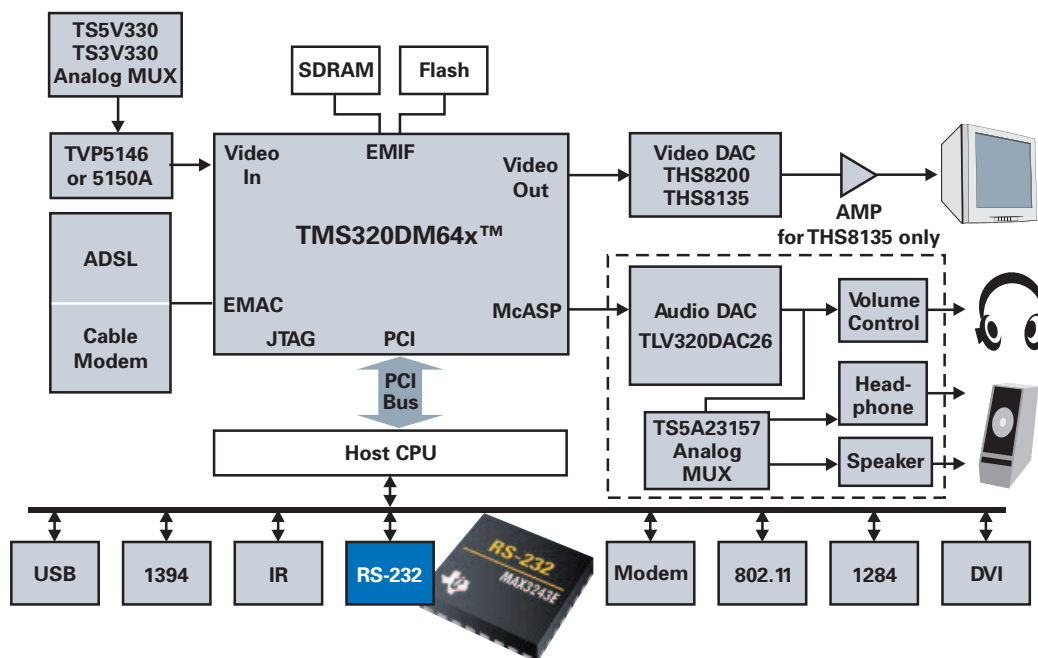 TS5V330
TS3V330
Analog MUX
SDRAM
Flash
TVP5146
or 5150A
Video
In
EMIF
Video
Out
Video DAC
THS8200
THS8135
AMP
for THS8135 only
TMS320DM64x™
ADSL
Cable
Modem
EMAC
JTAG
PCI
McASP
Audio DAC
TLV320DAC26
Volume
Control
PCI
Bus
Head-
phone
TS5A23157
Analog
MUX
Speaker
Host CPU
USB
1394
IR
RS-232
RS-232
MAX3243E
Modem
802.11
1284
DVI